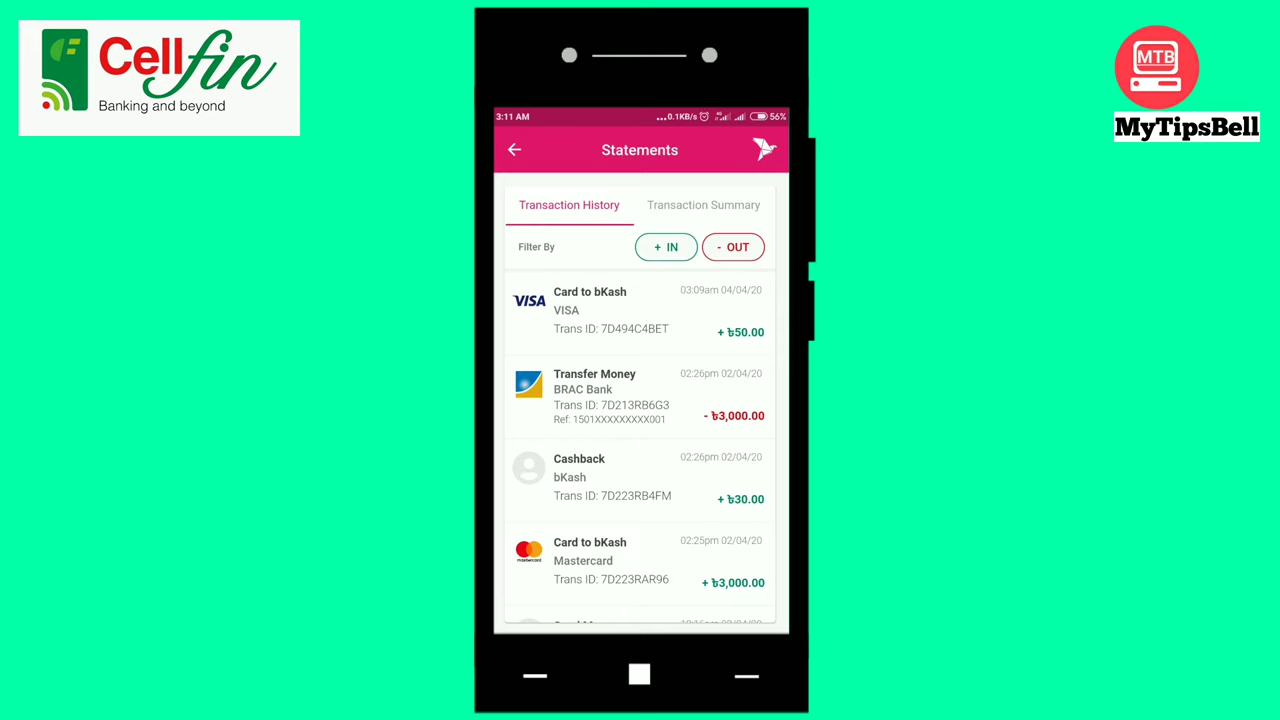 Cellfin
Banking and beyond
MTB
MyTipsBell
3:11 AM
...0.1KB/s
56%
Statements
Transaction History
Transaction Summary
Filter By
+ IN
- OUT
VISA
Card to bKash
03:09am 04/04/20
VISA
Trans ID: 7D494C4BET
+ ৳50.00
Transfer Money
02:26pm 02/04/20
BRAC Bank
Trans ID: 7D213RB6G3
Ref: 1501XXXXXXXXX001
- ৳3,000.00
Cashback
02:26pm 02/04/20
bKash
Trans ID: 7D223RB4FM
+ ৳30.00
Card to bKash
02:25pm 02/04/20
mastercard
Mastercard
Trans ID: 7D223RAR96
+ ৳3,000.00